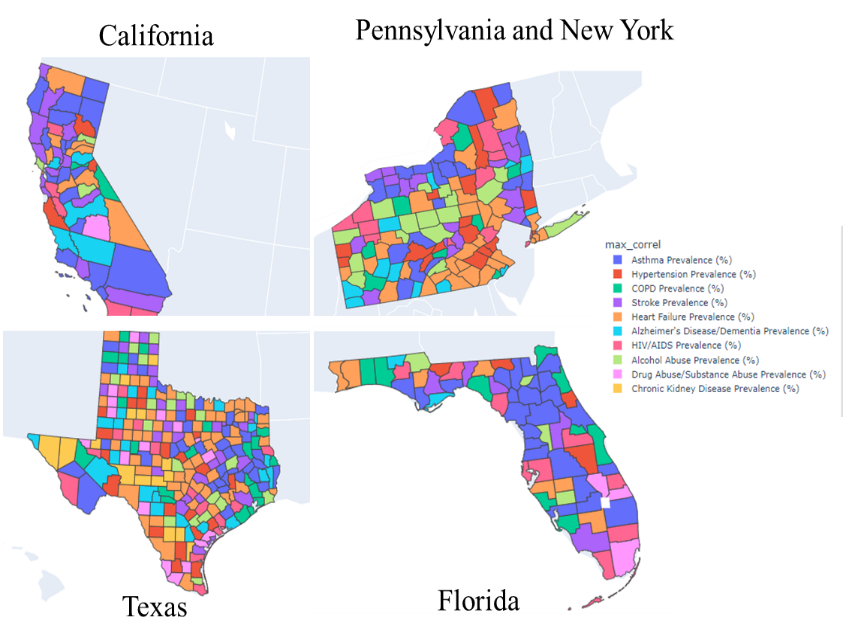 California
Pennsylvania and New York
max_correl
Asthma Prevalence (%)
Hypertension Prevalence (%)
COPD Prevalence (%)
Stroke Prevalence (%)
Heart Failure Prevalence (%)
Alzheimer's Disease/Dementia Prevalence (%)
HIV/AIDS Prevalence (%)
Alcohol Abuse Prevalence (%)
Drug Abuse/Substance Abuse Prevalence (%)
Chronic Kidney Disease Prevalence (%)
Texas
Florida